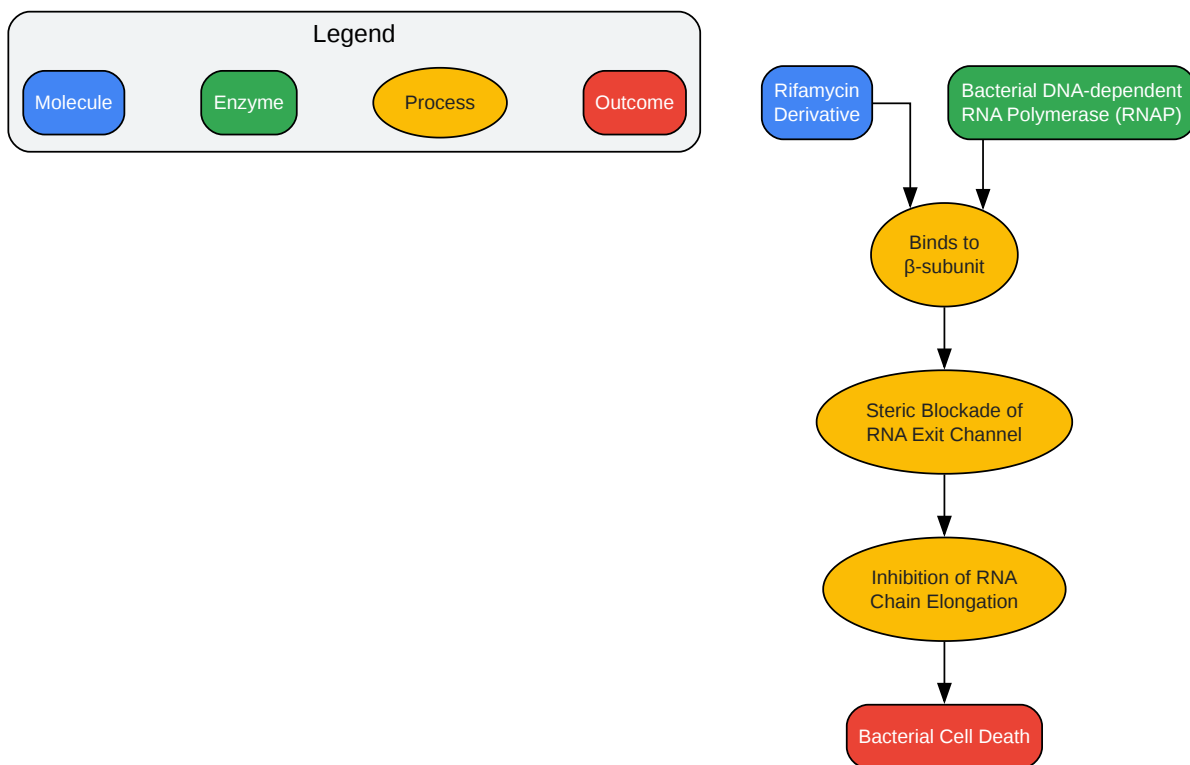 Legend
Molecule
Enzyme
Process
Outcome
Rifamycin
Derivative
Bacterial DNA-dependent
RNA Polymerase (RNAP)
Binds to
β-subunit
Steric Blockade of
RNA Exit Channel
Inhibition of RNA
Chain Elongation
Bacterial Cell Death